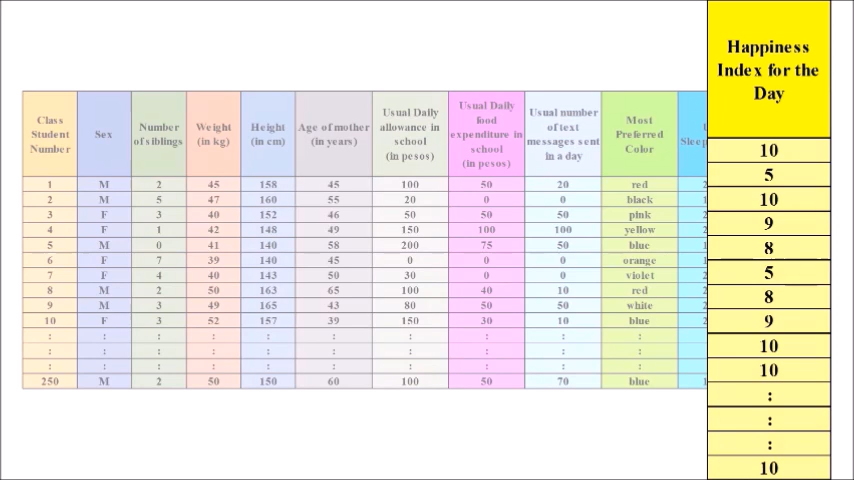 Class Student Number | Sex | Number of siblings | Weight (in kg) | Height (in cm) | Age of mother (in years) | Usual Daily allowance in school (in pesos) | Usual Daily food expenditure in school (in pesos) | Usual number of text messages sent in a day | Most Preferred Color | Happiness Index for the Day
1 | M | 2 | 45 | 158 | 45 | 100 | 50 | 20 | red | 10
2 | M | 5 | 47 | 160 | 55 | 20 | 0 | 0 | black | 5
3 | F | 3 | 40 | 152 | 46 | 50 | 50 | 50 | pink | 10
4 | F | 1 | 42 | 148 | 49 | 150 | 100 | 100 | yellow | 9
5 | M | 0 | 41 | 140 | 58 | 200 | 75 | 50 | blue | 8
6 | F | 7 | 39 | 140 | 45 | 0 | 0 | 0 | orange | 5
7 | F | 4 | 40 | 143 | 50 | 30 | 0 | 0 | violet | 8
8 | M | 2 | 50 | 163 | 65 | 100 | 40 | 10 | red | 9
9 | M | 3 | 49 | 165 | 43 | 80 | 50 | 50 | white | 10
10 | F | 3 | 52 | 157 | 39 | 150 | 30 | 10 | blue | 10
: | : | : | : | : | : | : | : | : | : | :
: | : | : | : | : | : | : | : | : | : | :
: | : | : | : | : | : | : | : | : | : | :
250 | M | 2 | 50 | 150 | 60 | 100 | 50 | 70 | blue | 10